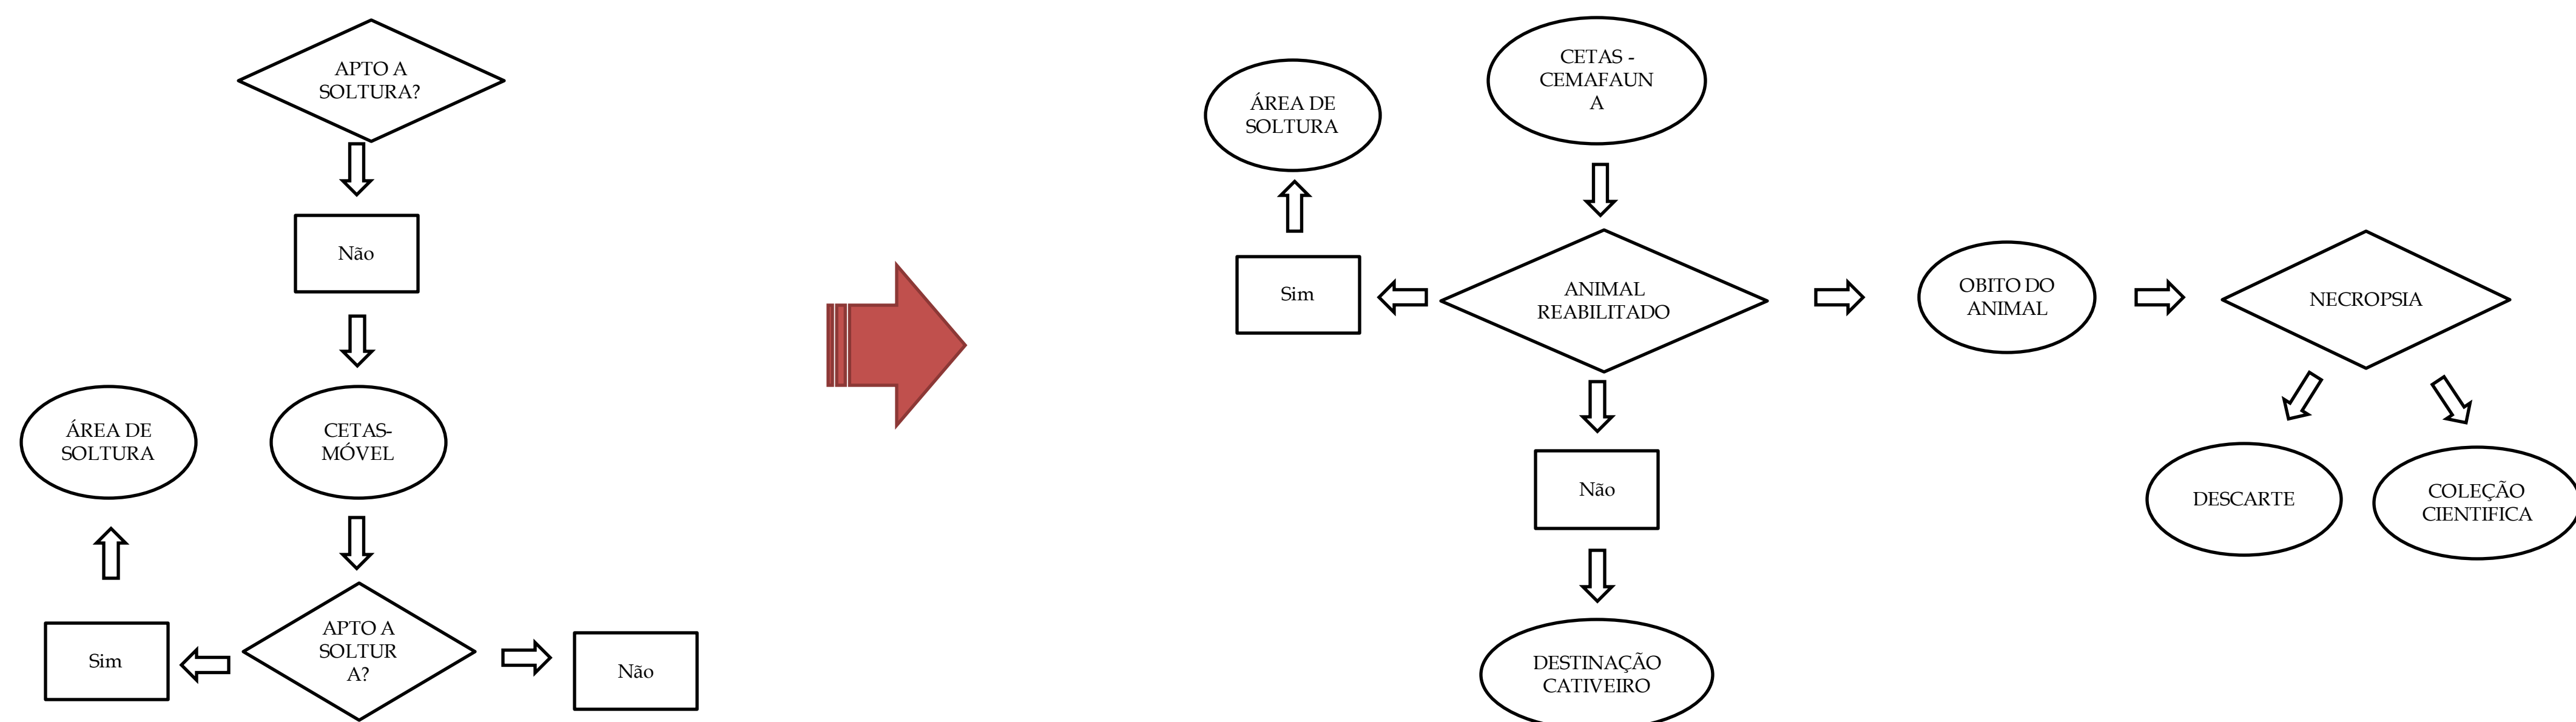 APTO A
SOLTURA?
Não
ÁREA DE
SOLTURA
CETAS-
MÓVEL
Sim
APTO A
SOLTUR
A?
Não
CETAS -
CEMAFAUN
A
ÁREA DE
SOLTURA
Sim
ANIMAL
REABILITADO
OBITO DO
ANIMAL
NECROPSIA
Não
DESCARTE
COLEÇÃO
CIENTIFICA
DESTINAÇÃO
CATIVEIRO